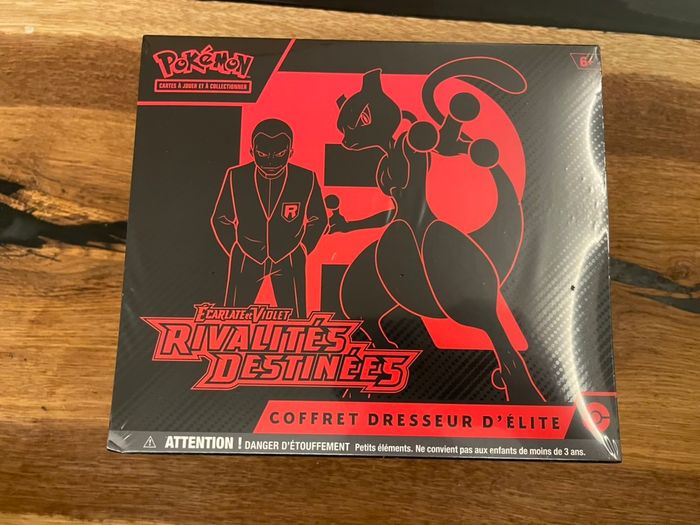 POKéMON
CARTES À JOUER ET À COLLECTIONNER
6+
R
ÉCARLATE ET VIOLET
RIVALITÉS
DESTINÉES
COFFRET DRESSEUR D'ÉLITE
ATTENTION ! DANGER D'ÉTOUFFEMENT Petits éléments. Ne convient pas aux enfants de moins de 3 ans.